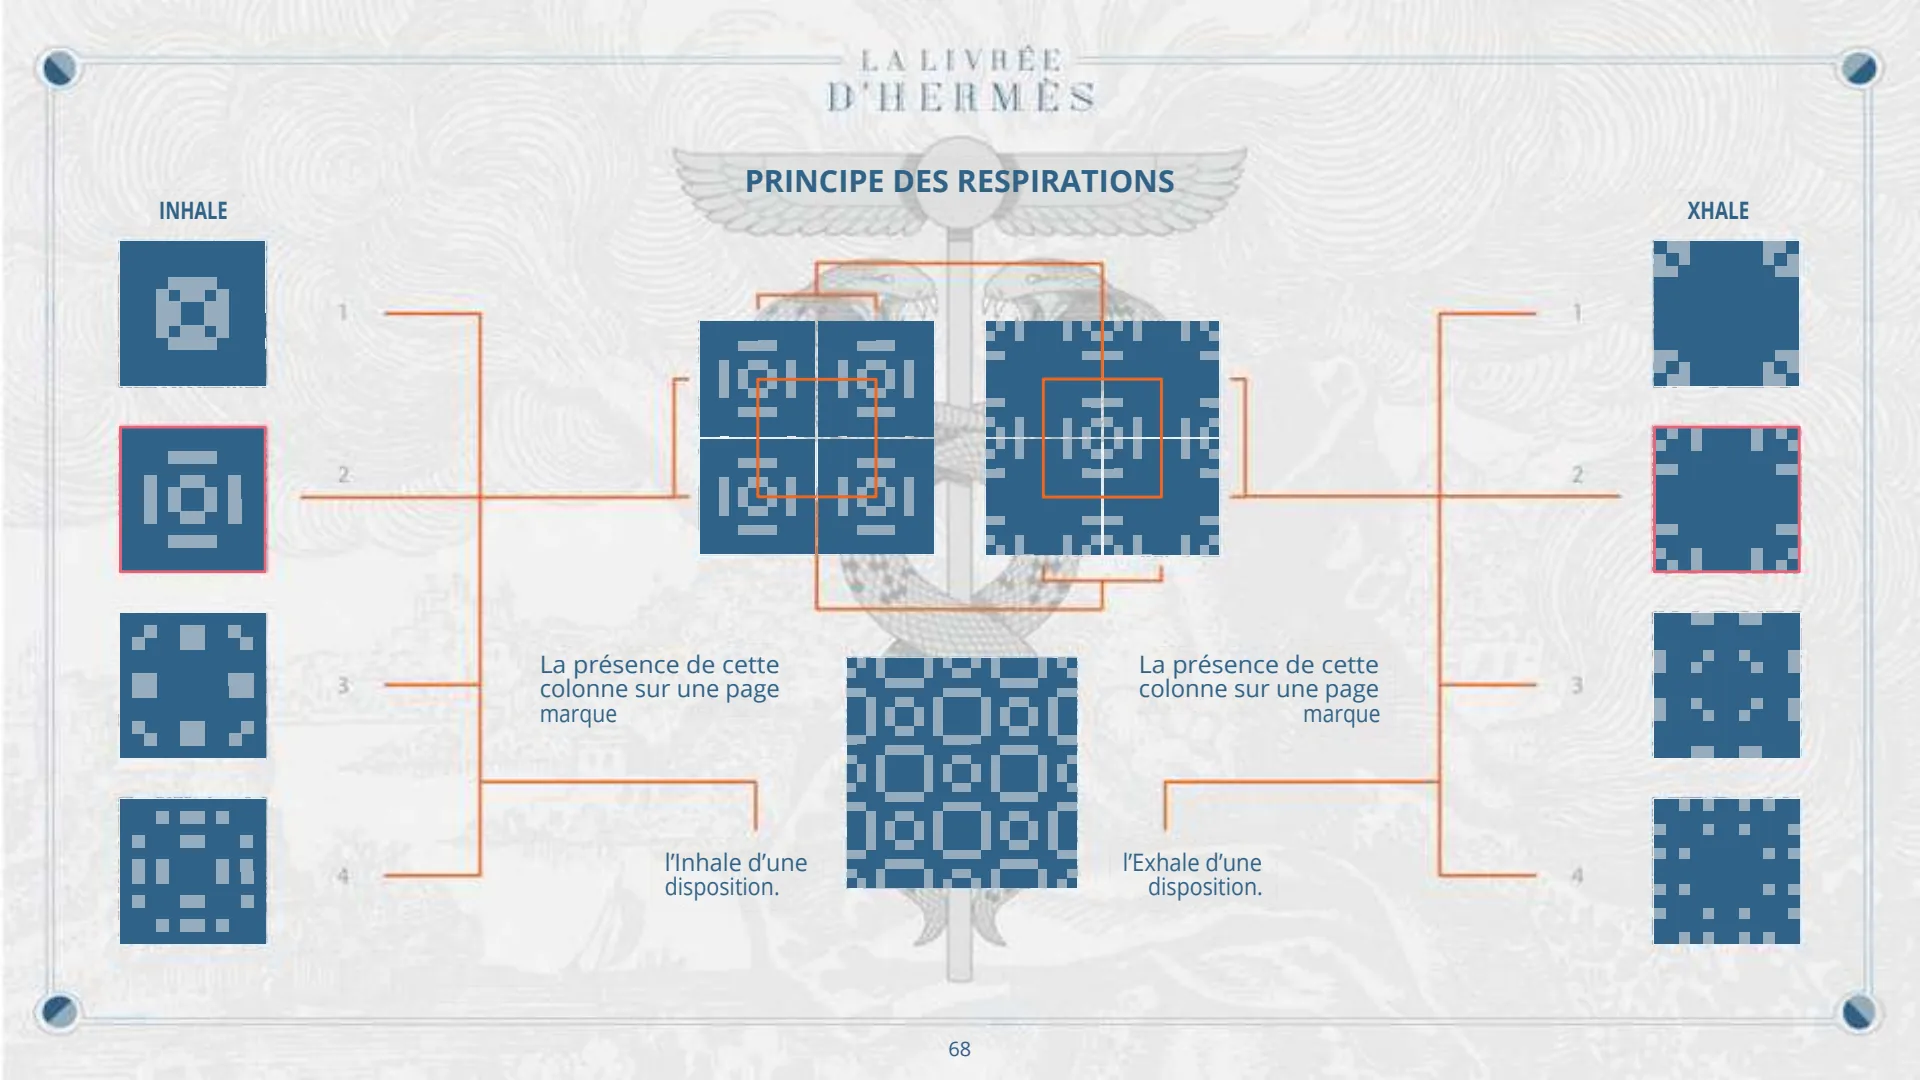 LA LIVRÉE
D'HERMÈS
PRINCIPE DES RESPIRATIONS
INHALE
XHALE
1
1
2
2
3
3
La présence de cette
colonne sur une page
marque
La présence de cette
colonne sur une page
marque
4
4
l’Inhale d’une
disposition.
l’Exhale d’une
disposition.
68